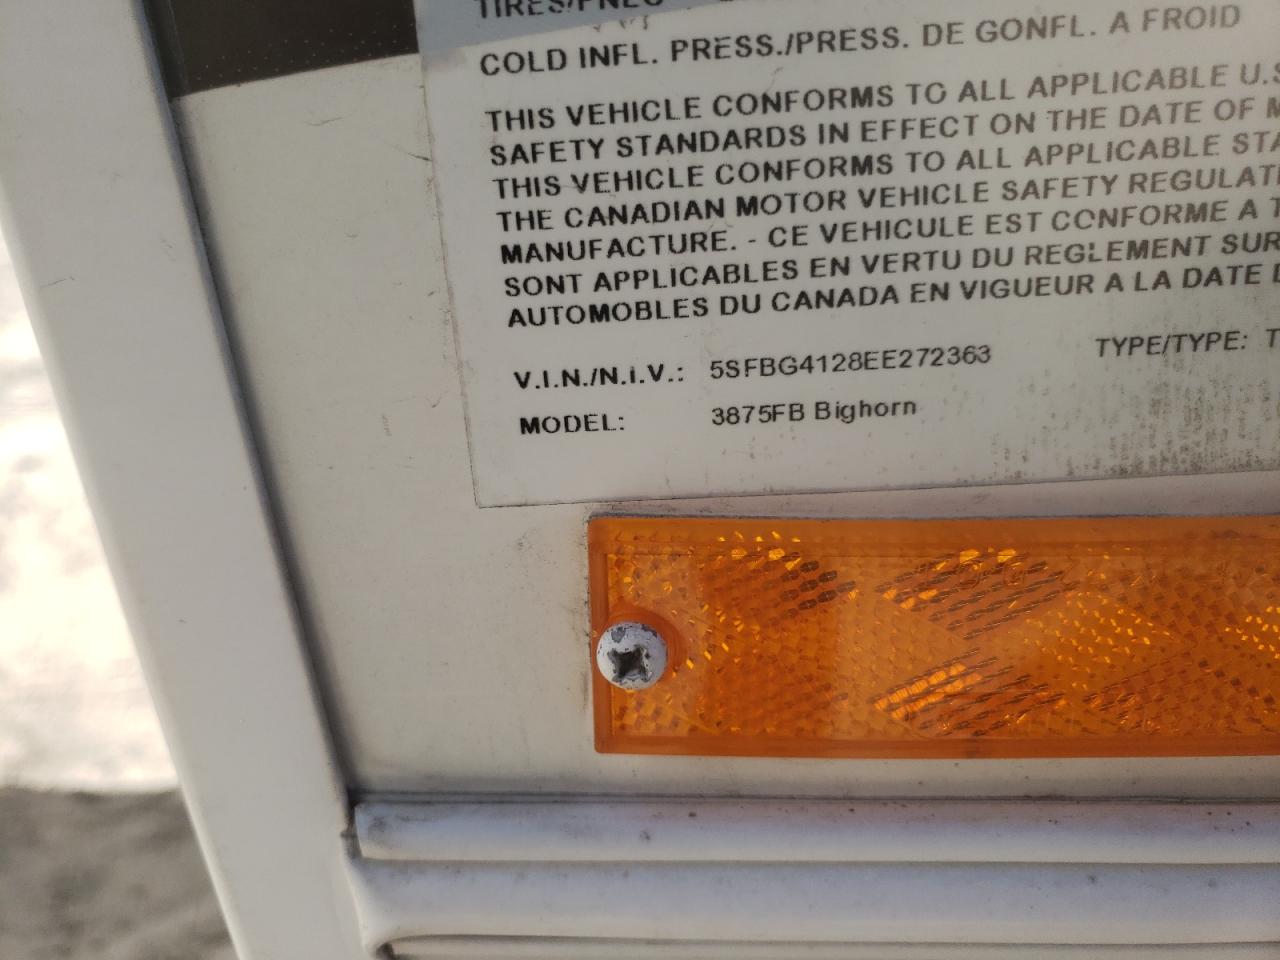 TIRES/PNEU
COLD INFL. PRESS./PRESS. DE GONFL. A FROID
THIS VEHICLE CONFORMS TO ALL APPLICABLE U.S
SAFETY STANDARDS IN EFFECT ON THE DATE OF M
THIS VEHICLE CONFORMS TO ALL APPLICABLE STA
THE CANADIAN MOTOR VEHICLE SAFETY REGULATI
MANUFACTURE. - CE VEHICULE EST CONFORME A T
SONT APPLICABLES EN VERTU DU REGLEMENT SUR
AUTOMOBLES DU CANADA EN VIGUEUR A LA DATE D
V.I.N./N.I.V.: 5SFBG4128EE272363 TYPE/TYPE: T
MODEL: 3875FB Bighorn